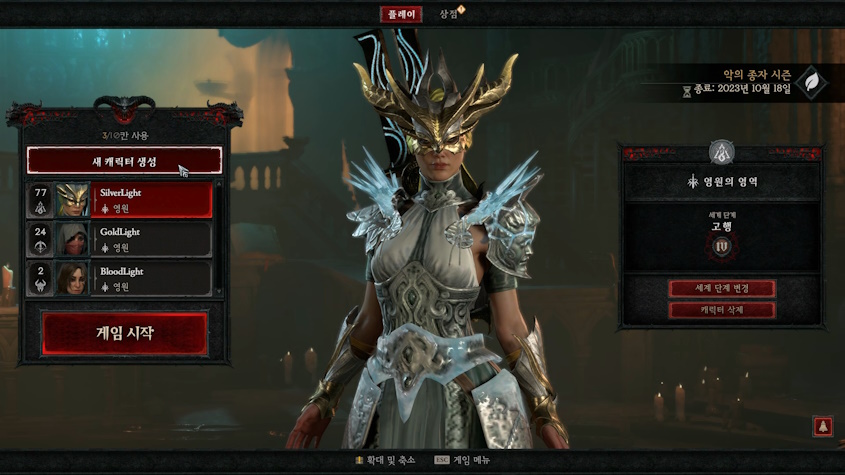 플레이
상점
악의 종자 시즌
종료: 2023년 10월 18일
3/10만 사용
새 캐릭터 생성
77
SilverLight
영원
24
GoldLight
영원
2
BloodLight
영원
게임 시작
영원의 영역
세계 단계
고행
IV
세계 단계 변경
캐릭터 삭제
확대 및 축소
ESC 게임 메뉴